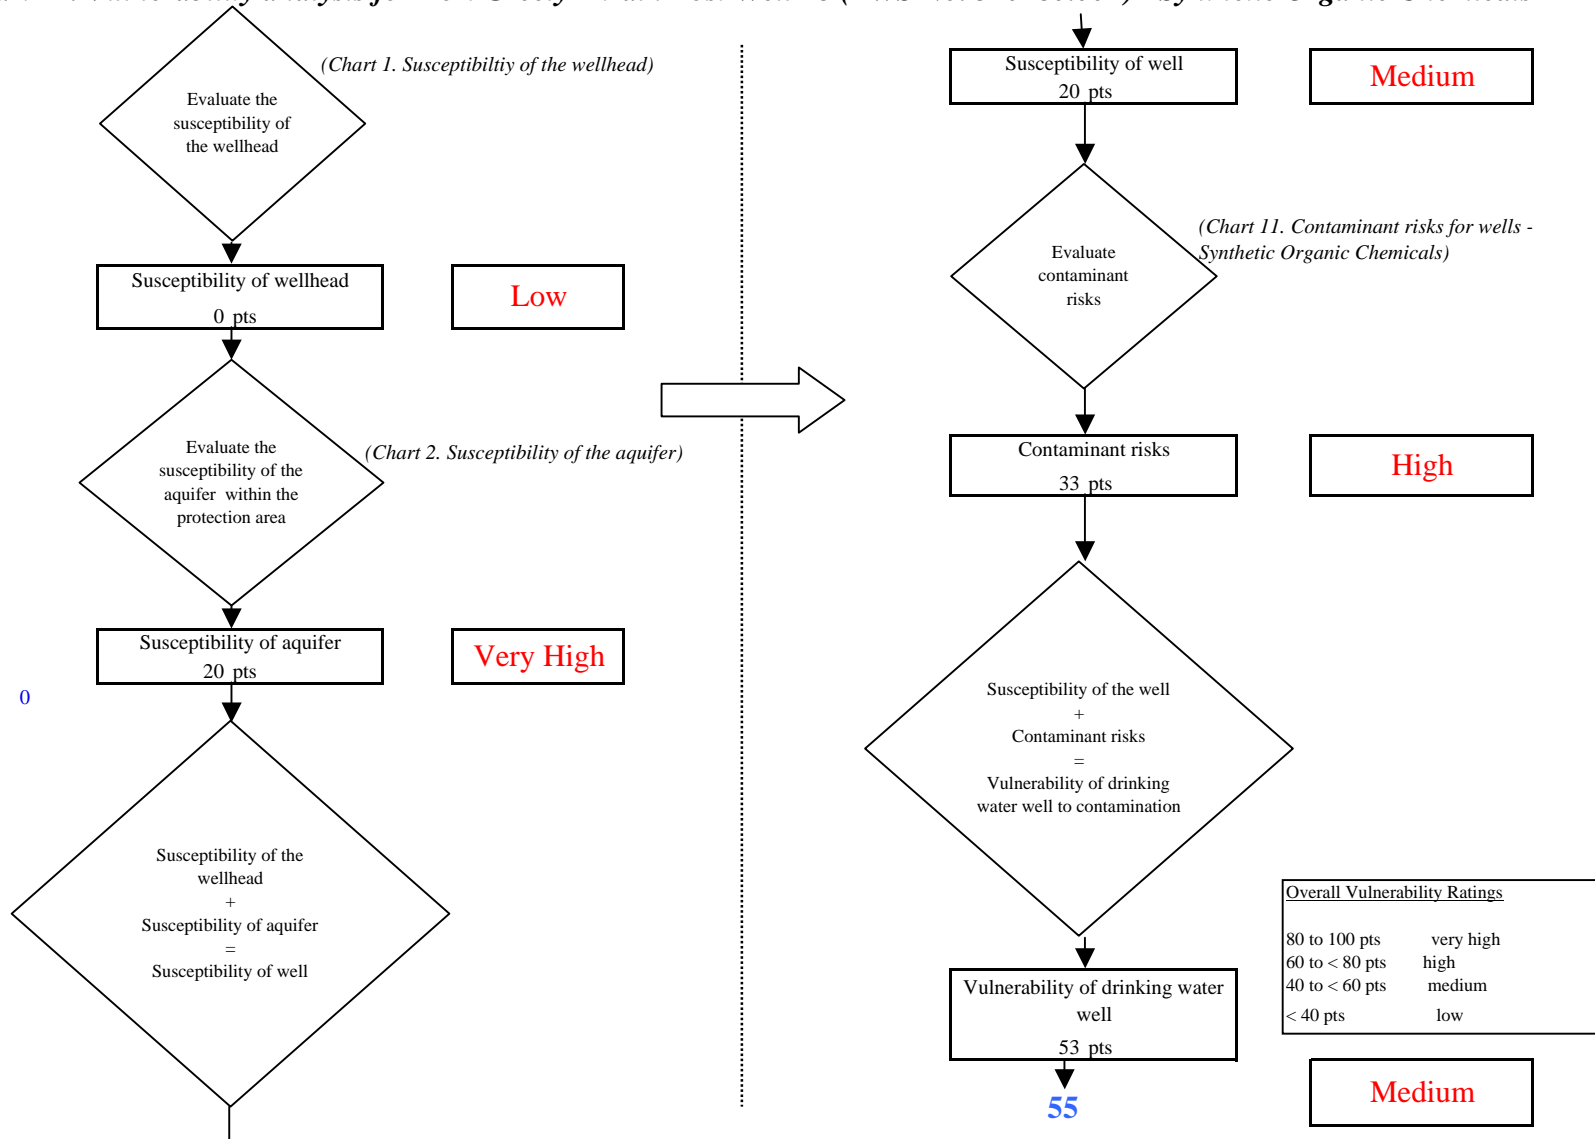 (Chart 1. Susceptibiltiy of the wellhead)
Evaluate the
susceptibility of
the wellhead
Susceptibility of wellhead
0 pts
Low
Evaluate the
susceptibility of the
aquifer within the
protection area
(Chart 2. Susceptibility of the aquifer)
Susceptibility of aquifer
20 pts
Very High
0
Susceptibility of the
wellhead
+
Susceptibility of aquifer
=
Susceptibility of well
Susceptibility of well
20 pts
Medium
Evaluate
contaminant
risks
(Chart 11. Contaminant risks for wells -
Synthetic Organic Chemicals)
Contaminant risks
33 pts
High
Susceptibility of the well
+
Contaminant risks
=
Vulnerability of drinking
water well to contamination
Overall Vulnerability Ratings
80 to 100 pts very high
60 to < 80 pts high
40 to < 60 pts medium
< 40 pts low
Vulnerability of drinking water
well
53 pts
55
Medium